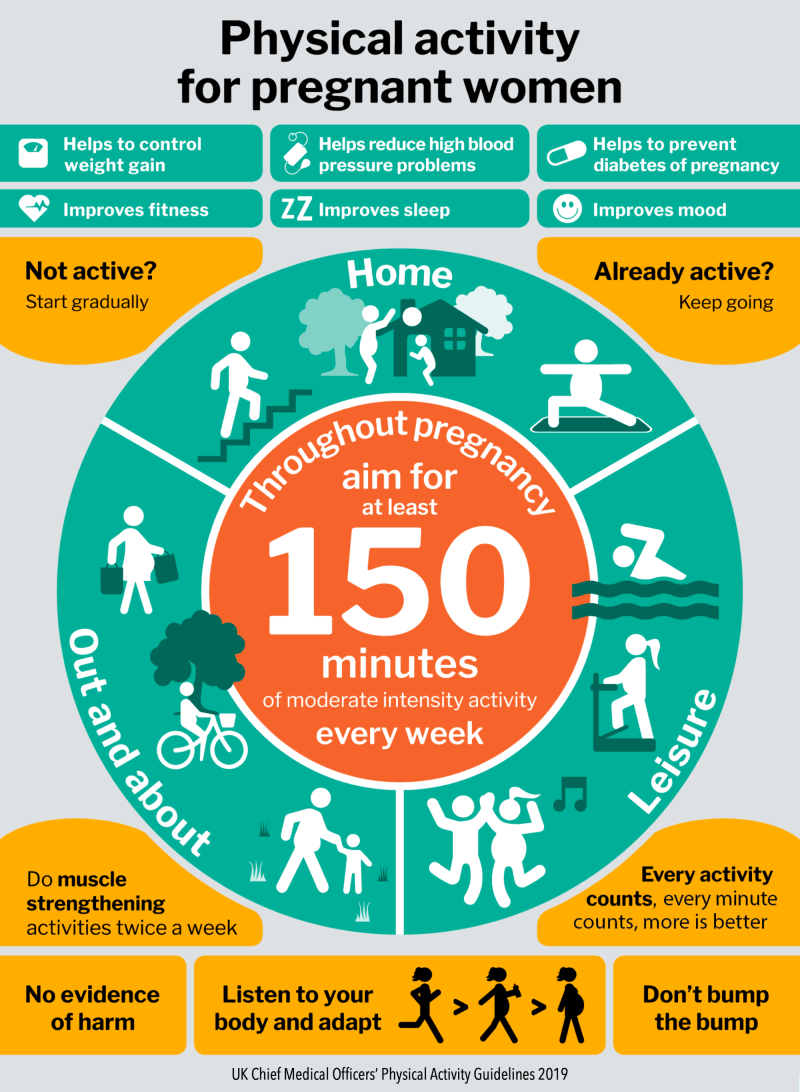 Physical activity
for pregnant women
Helps to control
weight gain
Helps reduce high blood
pressure problems
Helps to prevent
diabetes of pregnancy
Improves fitness
ZZ Improves sleep
Improves mood
Not active?
Start gradually
Already active?
Keep going
Home
Throughout pregnancy
aim for
at least
150
minutes
of moderate intensity activity
every week
Out and about
Leisure
Do muscle
strengthening
activities twice a week
Every activity
counts, every minute
counts, more is better
No evidence
of harm
Listen to your
body and adapt
> >
Don’t bump
the bump
UK Chief Medical Officers’ Physical Activity Guidelines 2019